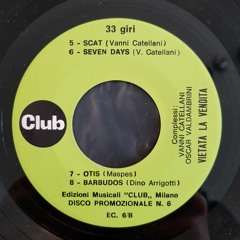 33 giri
5 - SCAT (Vanni Catellani)
6 - SEVEN DAYS (V. Catellani)
Club
Complessi:
VANNI CATELLANI
OSCAR VALDAMBRINI
VIETATA LA VENDITA
7 - OTIS (Maspes)
8 - BARBUDOS (Dino Arrigotti)
Edizioni Musicali "CLUB,, Milano
DISCO PROMOZIONALE N. 6
EC. 6/B